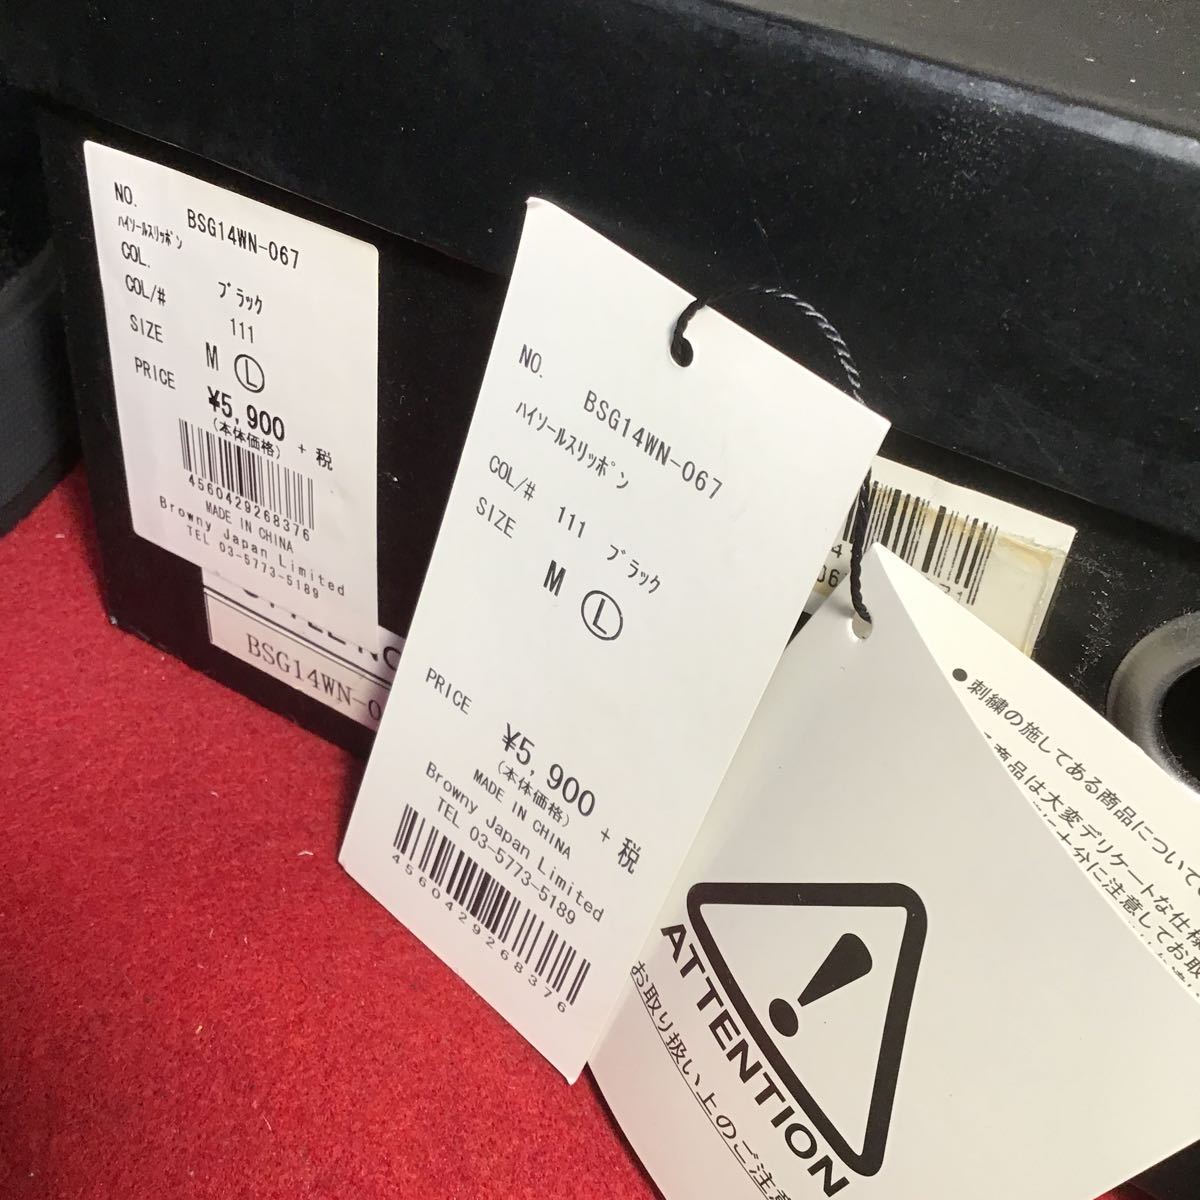 NO. BSG14WN-067
ﾊｲｿｰﾙｽﾘｯﾎﾟﾝ
COL. ﾌﾞﾗｯｸ
COL/# 111
SIZE M Ⓛ
PRICE ¥5,900 + 税
(本体価格)
4560429268376
MADE IN CHINA
Browny Japan Limited
TEL 03-5773-5189
BSG14WN-0
NO. BSG14WN-067
ﾊｲｿｰﾙｽﾘｯﾎﾟﾝ
COL/# 111 ﾌﾞﾗｯｸ
SIZE M Ⓛ
PRICE ¥5,900 + 税
(本体価格)
MADE IN CHINA
Browny Japan Limited
TEL 03-5773-5189
4560429268376
●刺繍の施してある商品について
商品は大変デリケートな仕様
十分に注意してお取
ATTENTION
お取り扱い上のご注意